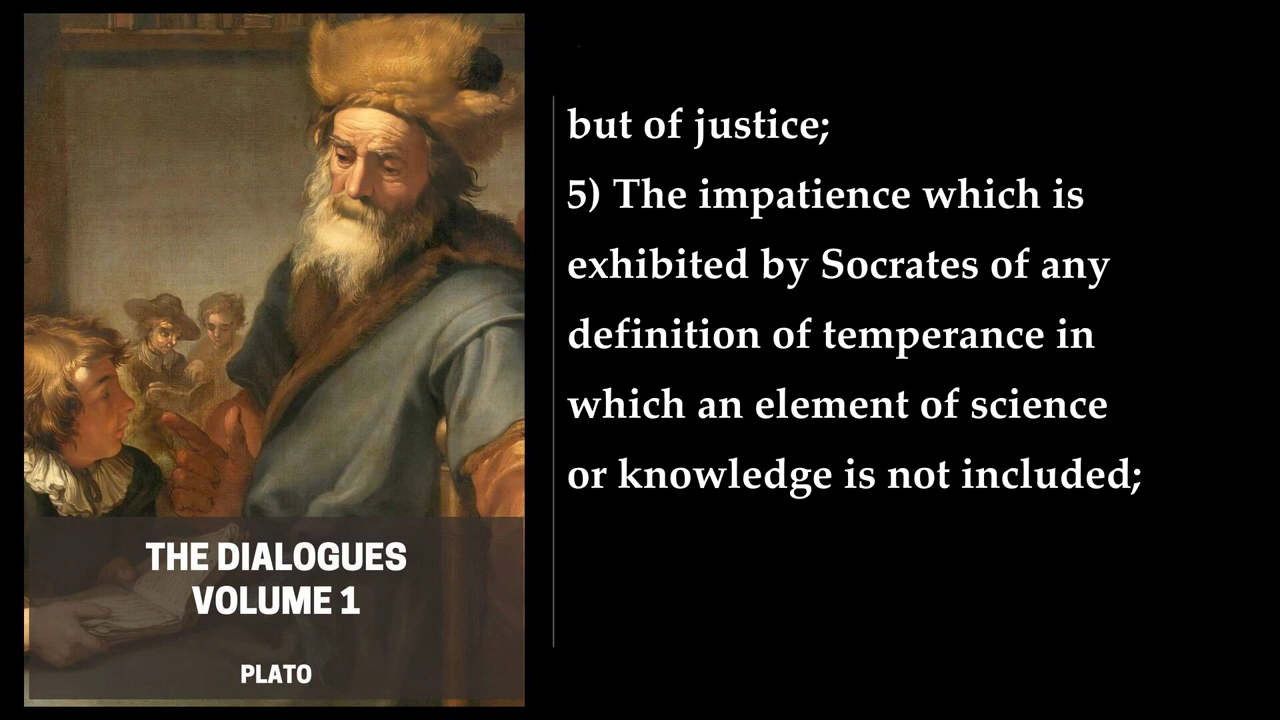 but of justice;
5) The impatience which is
exhibited by Socrates of any
definition of temperance in
which an element of science
or knowledge is not included;
THE DIALOGUES
VOLUME 1
PLATO